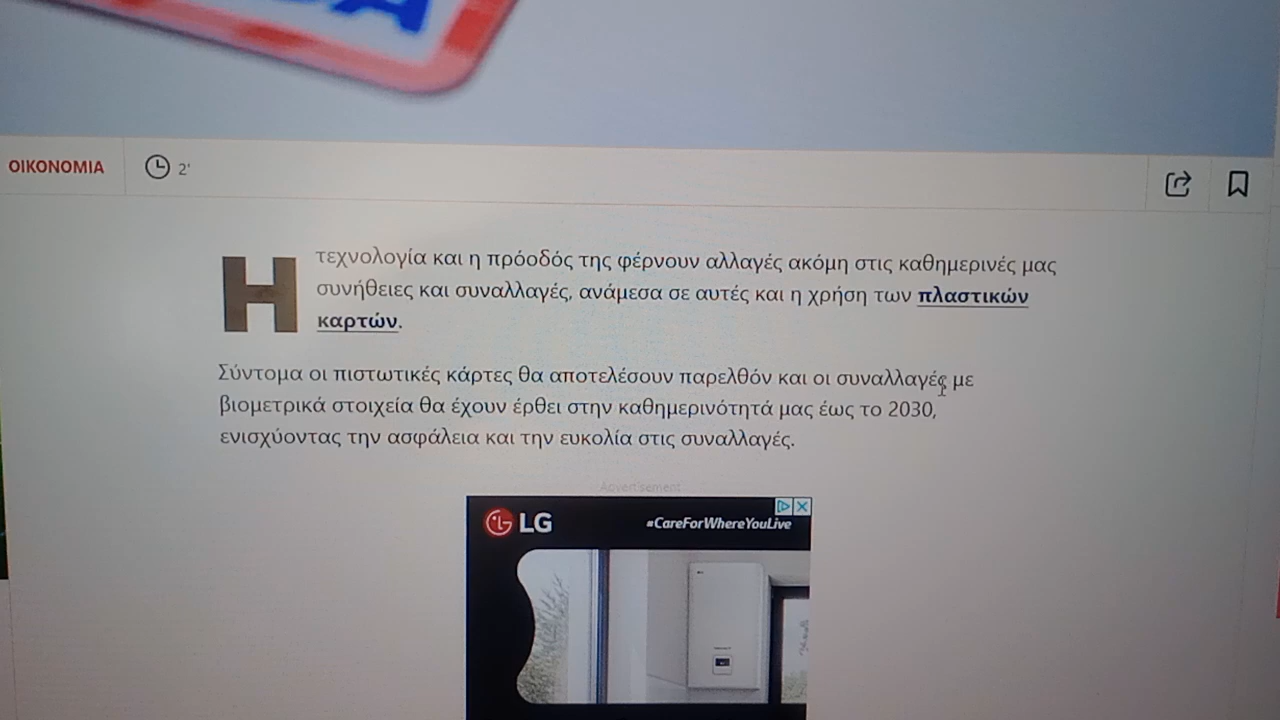 ΟΙΚΟΝΟΜΙΑ
2'
Η τεχνολογία και η πρόοδός της φέρνουν αλλαγές ακόμη στις καθημερινές μας
συνήθειες και συναλλαγές, ανάμεσα σε αυτές και η χρήση των πλαστικών
καρτών.
Σύντομα οι πιστωτικές κάρτες θα αποτελέσουν παρελθόν και οι συναλλαγές με
βιομετρικά στοιχεία θα έχουν έρθει στην καθημερινότητά μας έως το 2030,
ενισχύοντας την ασφάλεια και την ευκολία στις συναλλαγές.
Advertisement
LG
#CareForWhereYouLive